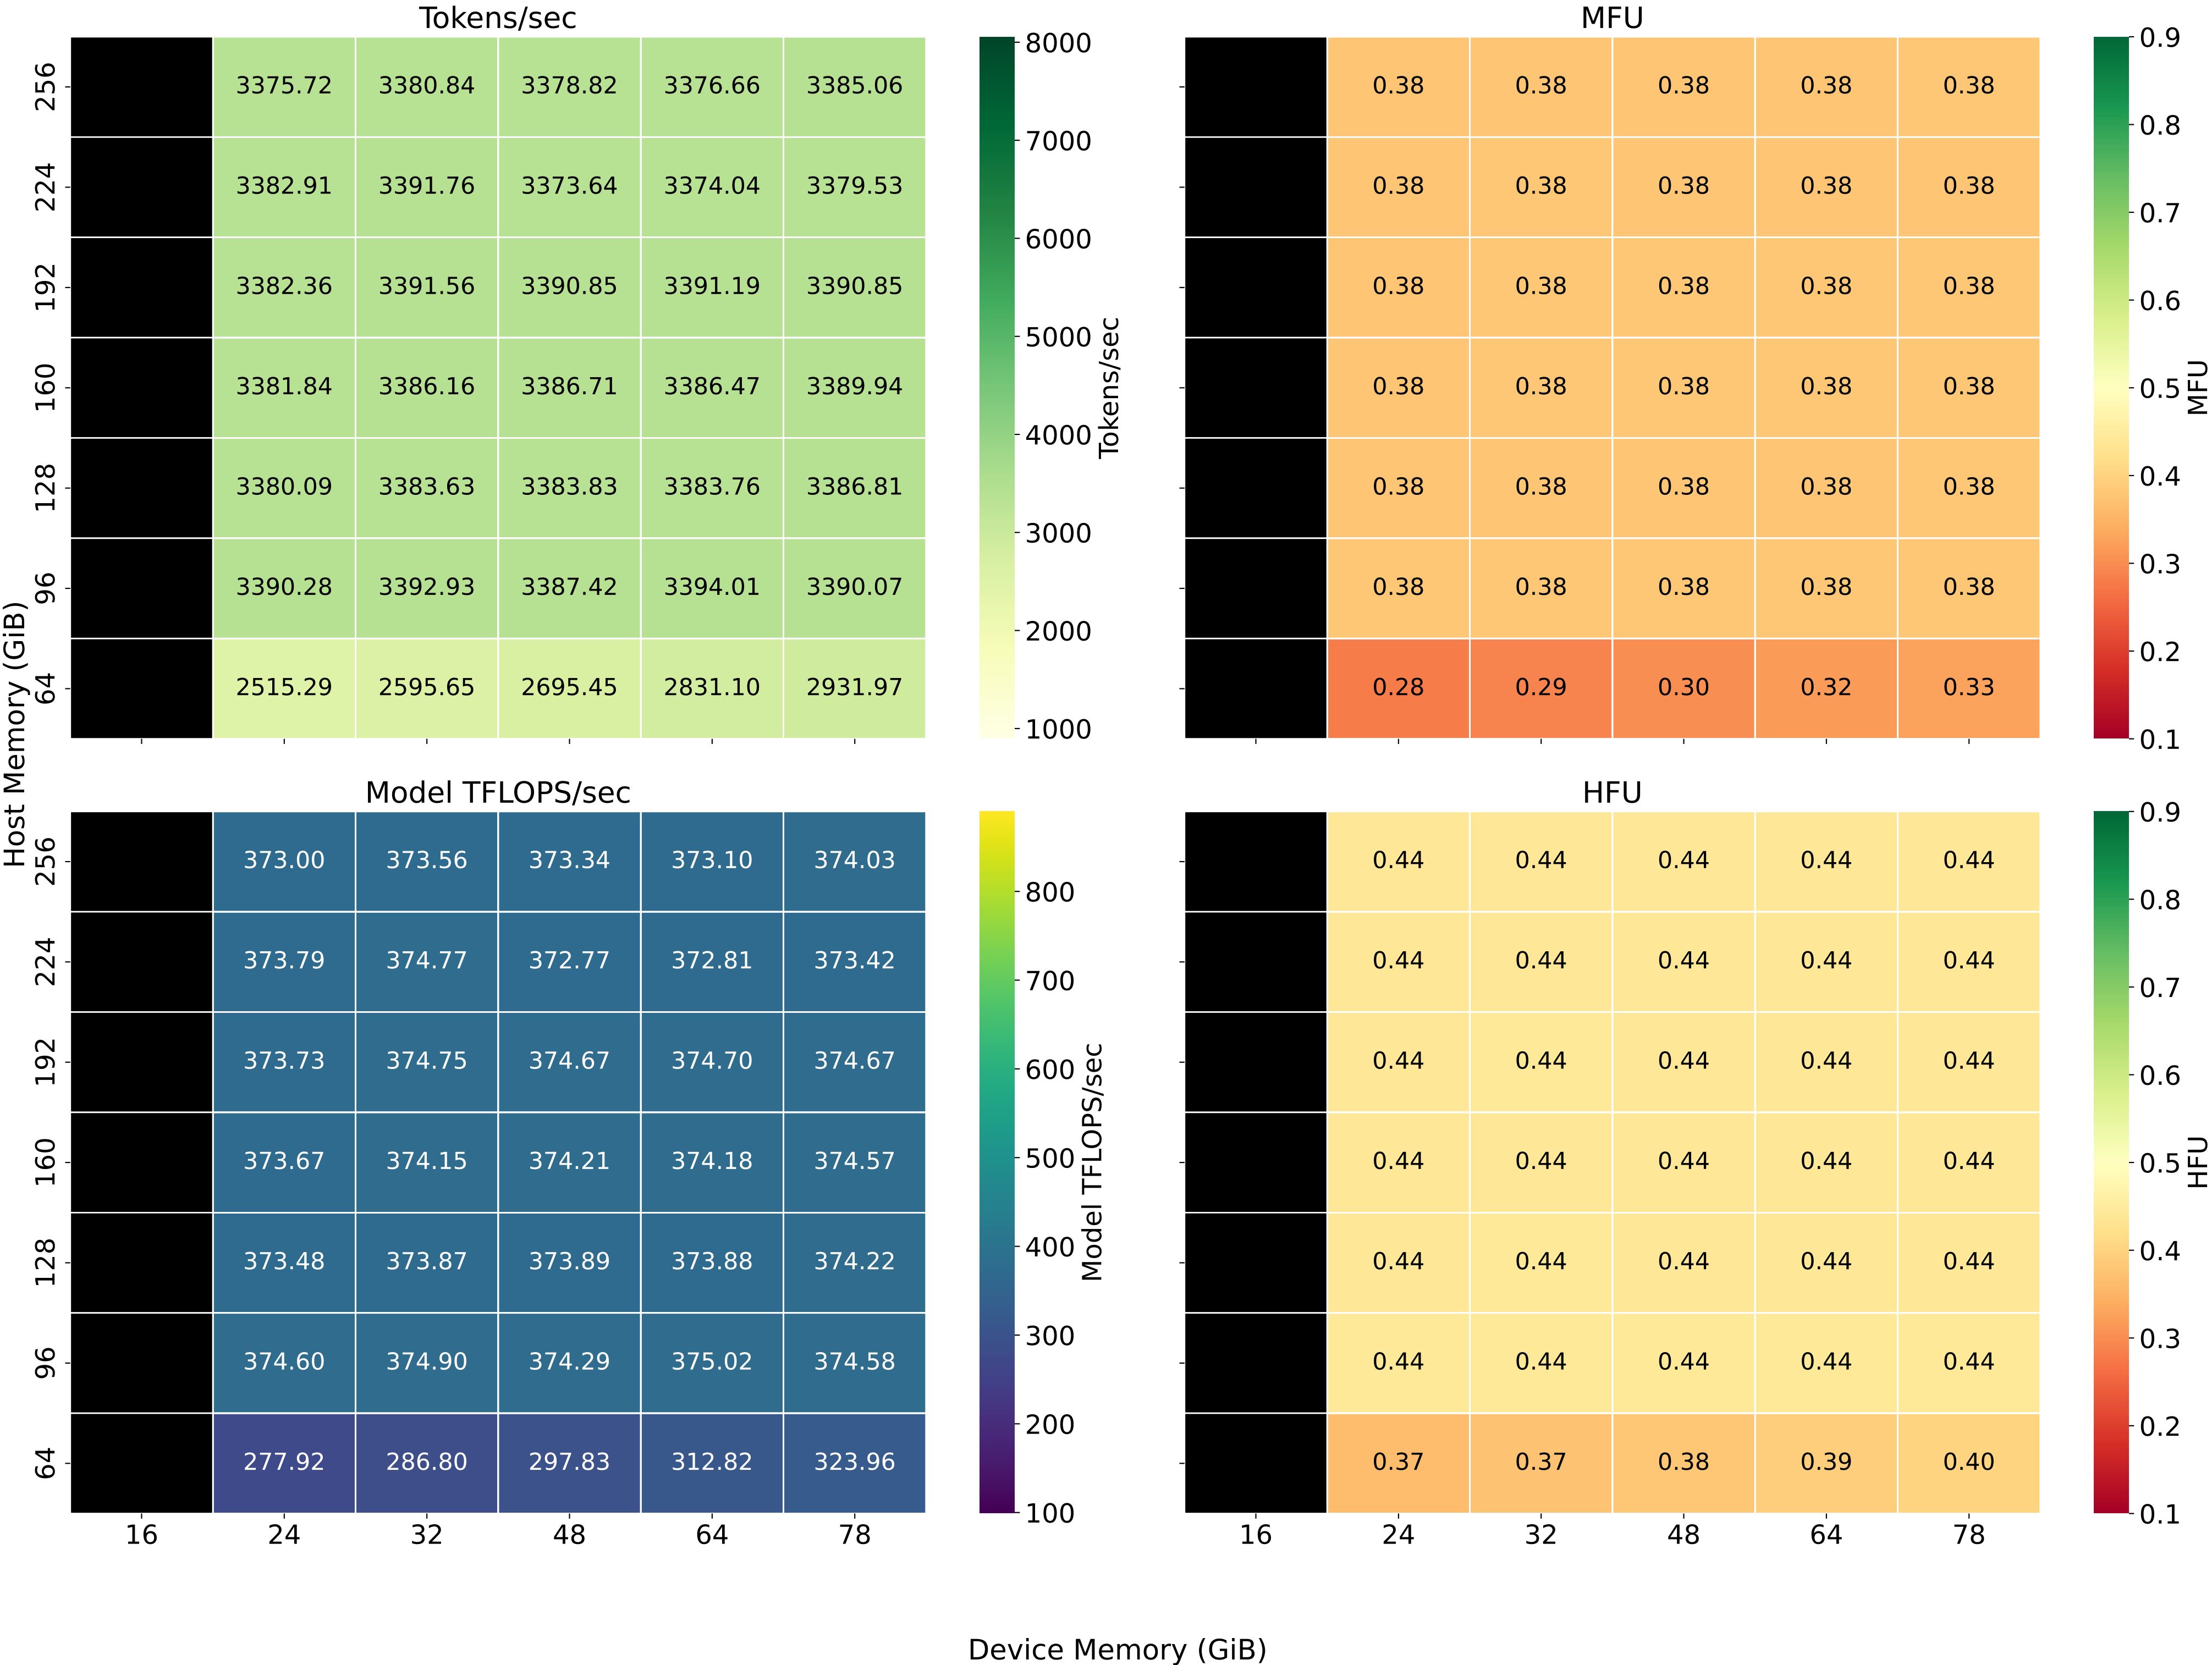 Tokens/sec
256 3375.72 3380.84 3378.82 3376.66 3385.06
224 3382.91 3391.76 3373.64 3374.04 3379.53
192 3382.36 3391.56 3390.85 3391.19 3390.85
160 3381.84 3386.16 3386.71 3386.47 3389.94
128 3380.09 3383.63 3383.83 3383.76 3386.81
96 3390.28 3392.93 3387.42 3394.01 3390.07
64 2515.29 2595.65 2695.45 2831.10 2931.97
8000
7000
6000
5000
4000
3000
2000
1000
Tokens/sec
MFU
0.38 0.38 0.38 0.38 0.38
0.38 0.38 0.38 0.38 0.38
0.38 0.38 0.38 0.38 0.38
0.38 0.38 0.38 0.38 0.38
0.38 0.38 0.38 0.38 0.38
0.38 0.38 0.38 0.38 0.38
0.28 0.29 0.30 0.32 0.33
0.9
0.8
0.7
0.6
0.5
0.4
0.3
0.2
0.1
MFU
Host Memory (GiB)
Model TFLOPS/sec
256 373.00 373.56 373.34 373.10 374.03
224 373.79 374.77 372.77 372.81 373.42
192 373.73 374.75 374.67 374.70 374.67
160 373.67 374.15 374.21 374.18 374.57
128 373.48 373.87 373.89 373.88 374.22
96 374.60 374.90 374.29 375.02 374.58
64 277.92 286.80 297.83 312.82 323.96
16 24 32 48 64 78
800
700
600
500
400
300
200
100
Model TFLOPS/sec
HFU
0.44 0.44 0.44 0.44 0.44
0.44 0.44 0.44 0.44 0.44
0.44 0.44 0.44 0.44 0.44
0.44 0.44 0.44 0.44 0.44
0.44 0.44 0.44 0.44 0.44
0.44 0.44 0.44 0.44 0.44
0.37 0.37 0.38 0.39 0.40
16 24 32 48 64 78
0.9
0.8
0.7
0.6
0.5
0.4
0.3
0.2
0.1
HFU
Device Memory (GiB)